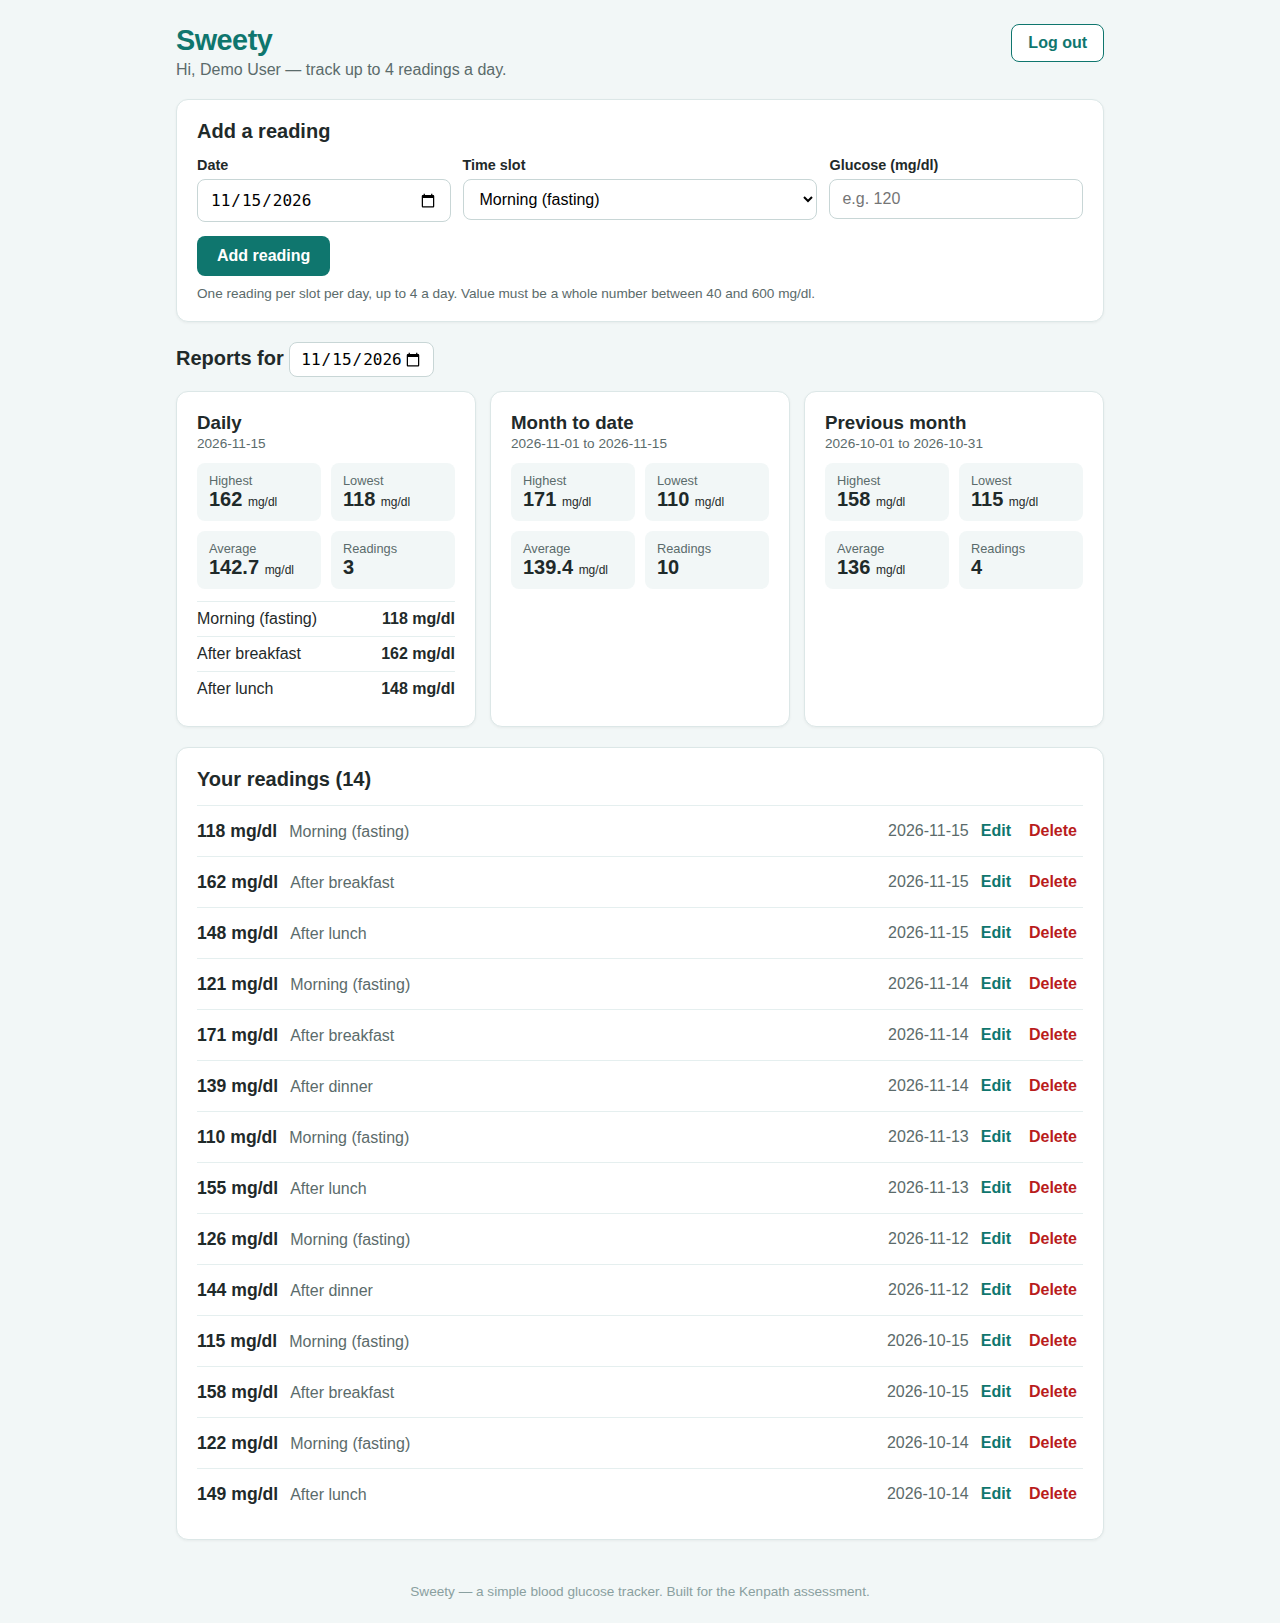 Sweety
Log out
Hi, Demo User — track up to 4 readings a day.
Add a reading
Date
Time slot
Glucose (mg/dl)
11/15/2026
Morning (fasting)
e.g. 120
Add reading
One reading per slot per day, up to 4 a day. Value must be a whole number between 40 and 600 mg/dl.
Reports for 11/15/2026
Daily
2026-11-15
Highest
162 mg/dl
Lowest
118 mg/dl
Average
142.7 mg/dl
Readings
3
Morning (fasting) 118 mg/dl
After breakfast 162 mg/dl
After lunch 148 mg/dl
Month to date
2026-11-01 to 2026-11-15
Highest
171 mg/dl
Lowest
110 mg/dl
Average
139.4 mg/dl
Readings
10
Previous month
2026-10-01 to 2026-10-31
Highest
158 mg/dl
Lowest
115 mg/dl
Average
136 mg/dl
Readings
4
Your readings (14)
118 mg/dl Morning (fasting) 2026-11-15 Edit Delete
162 mg/dl After breakfast 2026-11-15 Edit Delete
148 mg/dl After lunch 2026-11-15 Edit Delete
121 mg/dl Morning (fasting) 2026-11-14 Edit Delete
171 mg/dl After breakfast 2026-11-14 Edit Delete
139 mg/dl After dinner 2026-11-14 Edit Delete
110 mg/dl Morning (fasting) 2026-11-13 Edit Delete
155 mg/dl After lunch 2026-11-13 Edit Delete
126 mg/dl Morning (fasting) 2026-11-12 Edit Delete
144 mg/dl After dinner 2026-11-12 Edit Delete
115 mg/dl Morning (fasting) 2026-10-15 Edit Delete
158 mg/dl After breakfast 2026-10-15 Edit Delete
122 mg/dl Morning (fasting) 2026-10-14 Edit Delete
149 mg/dl After lunch 2026-10-14 Edit Delete
Sweety — a simple blood glucose tracker. Built for the Kenpath assessment.